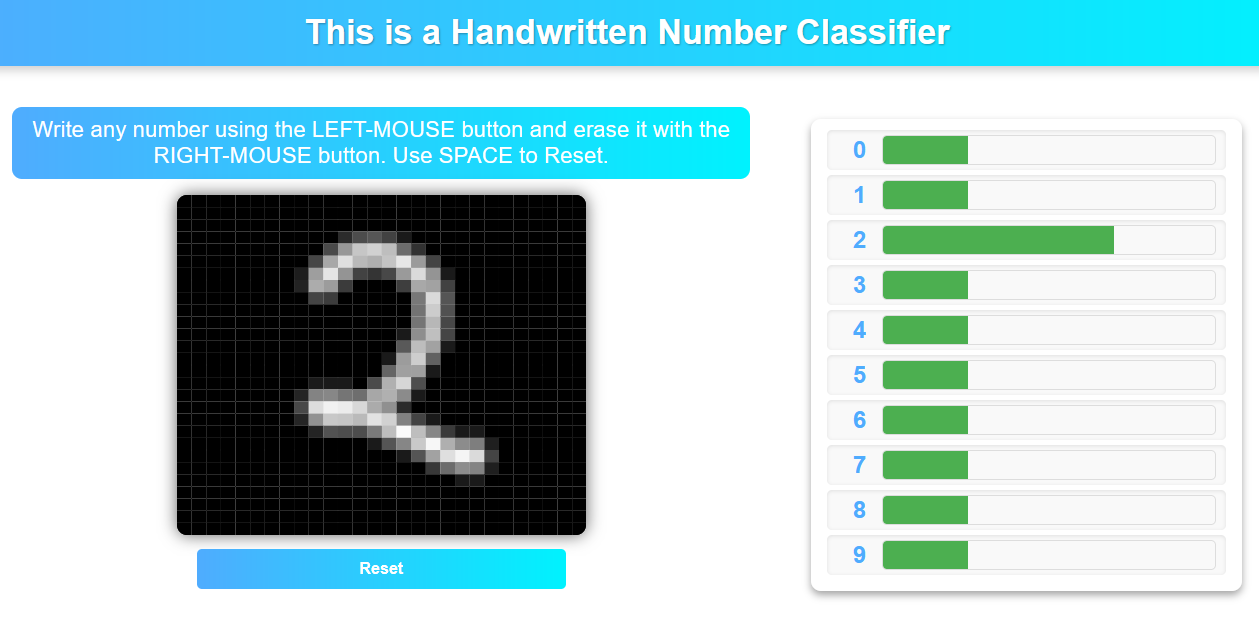 This is a Handwritten Number Classifier
Write any number using the LEFT-MOUSE button and erase it with the
RIGHT-MOUSE button. Use SPACE to Reset.
2
Reset
0
1
2
3
4
5
6
7
8
9